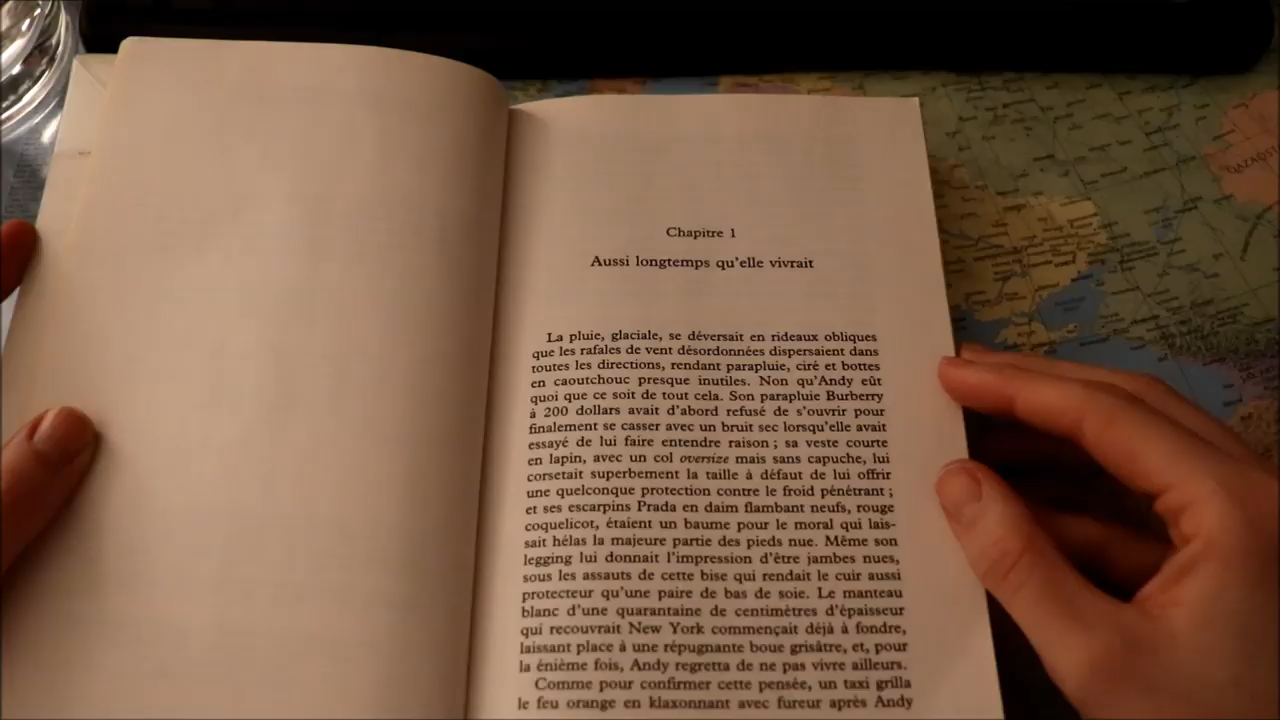 Chapitre 1
Aussi longtemps qu'elle vivrait
La pluie, glaciale, se déversait en rideaux obliques
que les rafales de vent désordonnées dispersaient dans
toutes les directions, rendant parapluie, ciré et bottes
en caoutchouc presque inutiles. Non qu'Andy eût
quoi que ce soit de tout cela. Son parapluie Burberry
à 200 dollars avait d'abord refusé de s'ouvrir pour
finalement se casser avec un bruit sec lorsqu'elle avait
essayé de lui faire entendre raison ; sa veste courte
en lapin, avec un col oversize mais sans capuche, lui
corsetait superbement la taille à défaut de lui offrir
une quelconque protection contre le froid pénétrant ;
et ses escarpins Prada en daim flambant neufs, rouge
coquelicot, étaient un baume pour le moral qui lais-
sait hélas la majeure partie des pieds nue. Même son
legging lui donnait l'impression d'être jambes nues,
sous les assauts de cette bise qui rendait le cuir aussi
protecteur qu'une paire de bas de soie. Le manteau
blanc d'une quarantaine de centimètres d'épaisseur
qui recouvrait New York commençait déjà à fondre,
laissant place à une répugnante boue grisâtre, et, pour
la énième fois, Andy regretta de ne pas vivre ailleurs.
Comme pour confirmer cette pensée, un taxi grilla
le feu orange en klaxonnant avec fureur après Andy